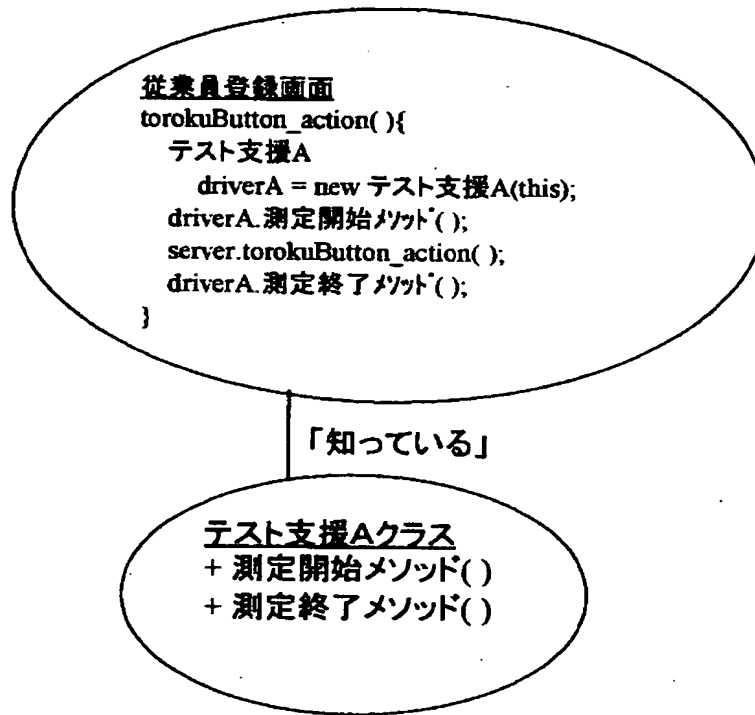 従業員登録画面
torokuButton_action( ){
テスト支援A
driverA = new テスト支援A(this);
driverA.測定開始ﾒｿｯﾄﾞ( );
server.torokuButton_action( );
driverA.測定終了ﾒｿｯﾄﾞ( );
}
「知っている」
テスト支援Aクラス
+ 測定開始メソッド( )
+ 測定終了メソッド( )